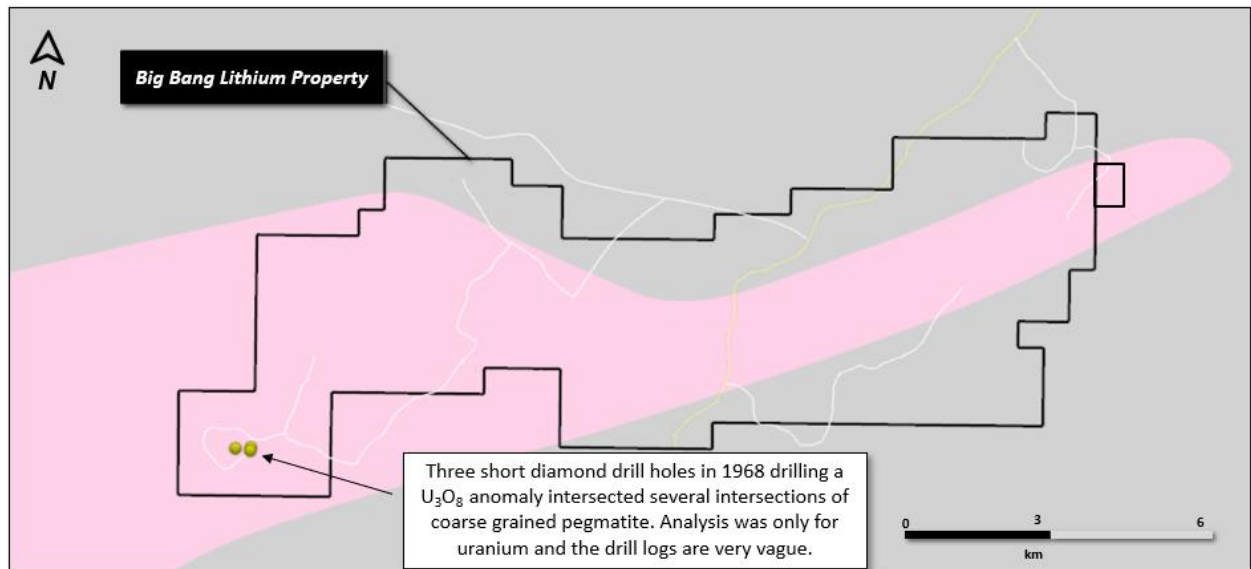 N
Big Bang Lithium Property
Three short diamond drill holes in 1968 drilling a
U₃O₈ anomaly intersected several intersections of
coarse grained pegmatite. Analysis was only for
uranium and the drill logs are very vague.
0 3 6
km